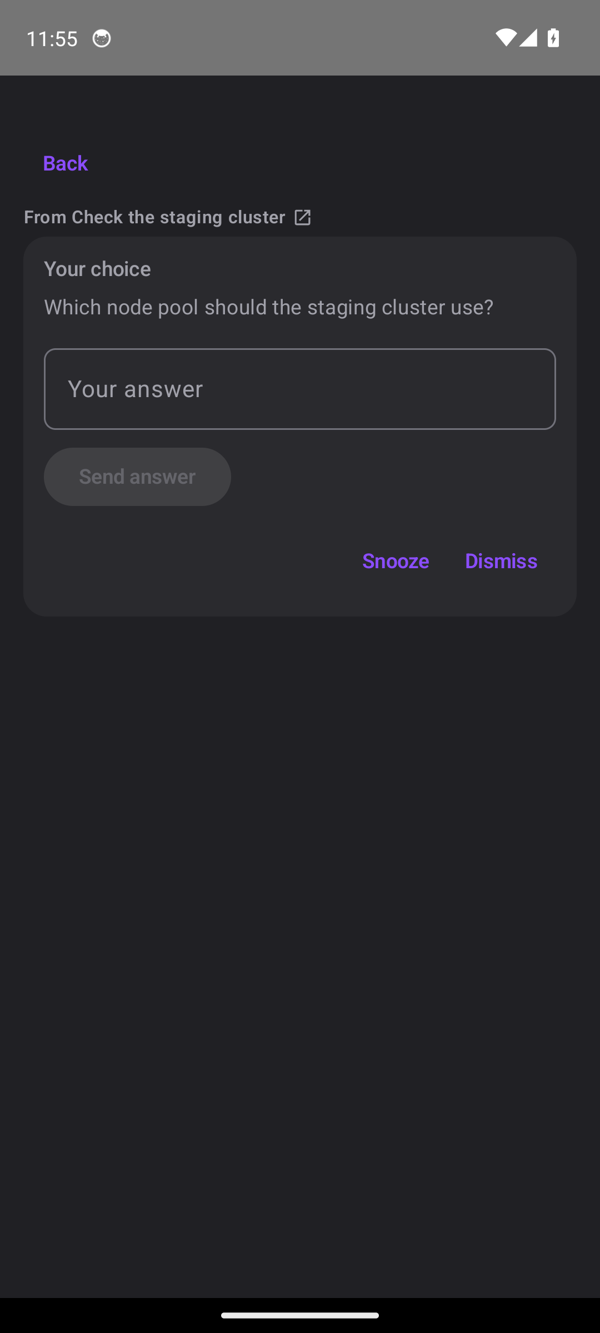 11:55
Back
From Check the staging cluster
Your choice
Which node pool should the staging cluster use?
Your answer
Send answer
Snooze Dismiss